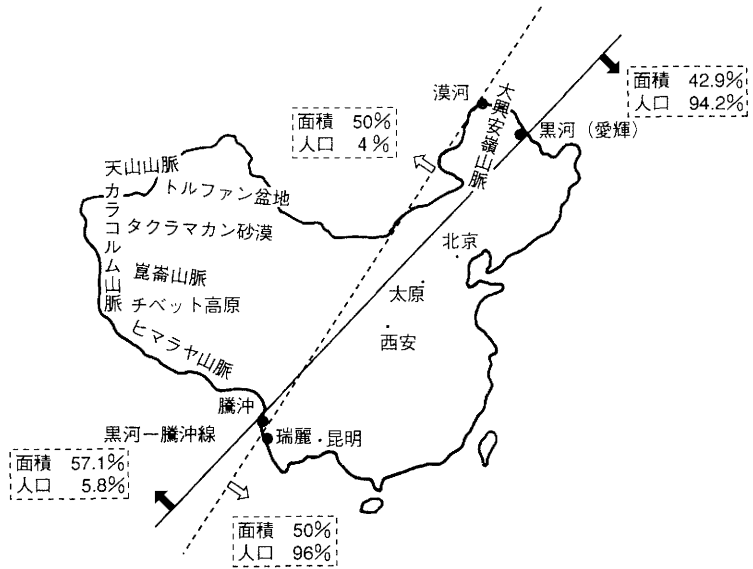 漠河
大興安嶺山脈
面積 42.9%
人口 94.2%
面積 50%
人口 4%
黒河（愛輝）
天山山脈
カラコルム山脈
トルファン盆地
タクラマカン砂漠
北京
崑崙山脈
太原
チベット高原
ヒマラヤ山脈
西安
騰沖
黒河ー騰沖線
瑞麗・昆明
面積 57.1%
人口 5.8%
面積 50%
人口 96%